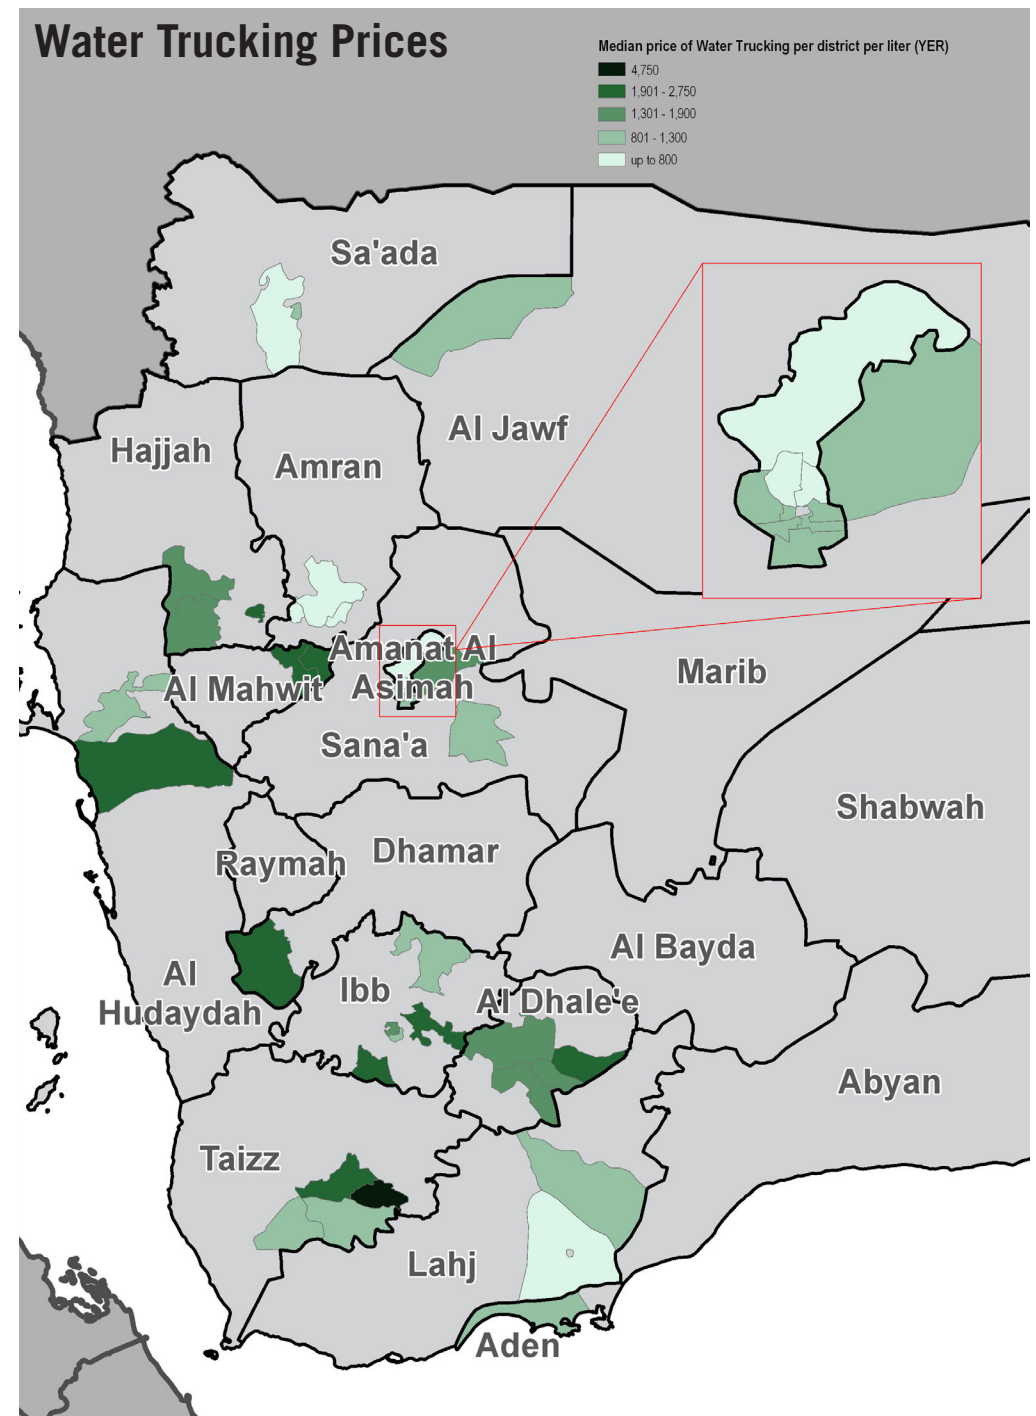 Water Trucking Prices
Median price of Water Trucking per district per liter (YER)
4,750
1,901 - 2,750
1,301 - 1,900
801 - 1,300
up to 800
Sa'ada
Al Jawf
Hajjah
Amran
Amanat Al
Asimah
Marib
Al Mahwit
Sana'a
Shabwah
Raymah
Dhamar
Al Bayda
Al
Hudaydah
Ibb
Al Dhale'e
Abyan
Taizz
Lahj
Aden